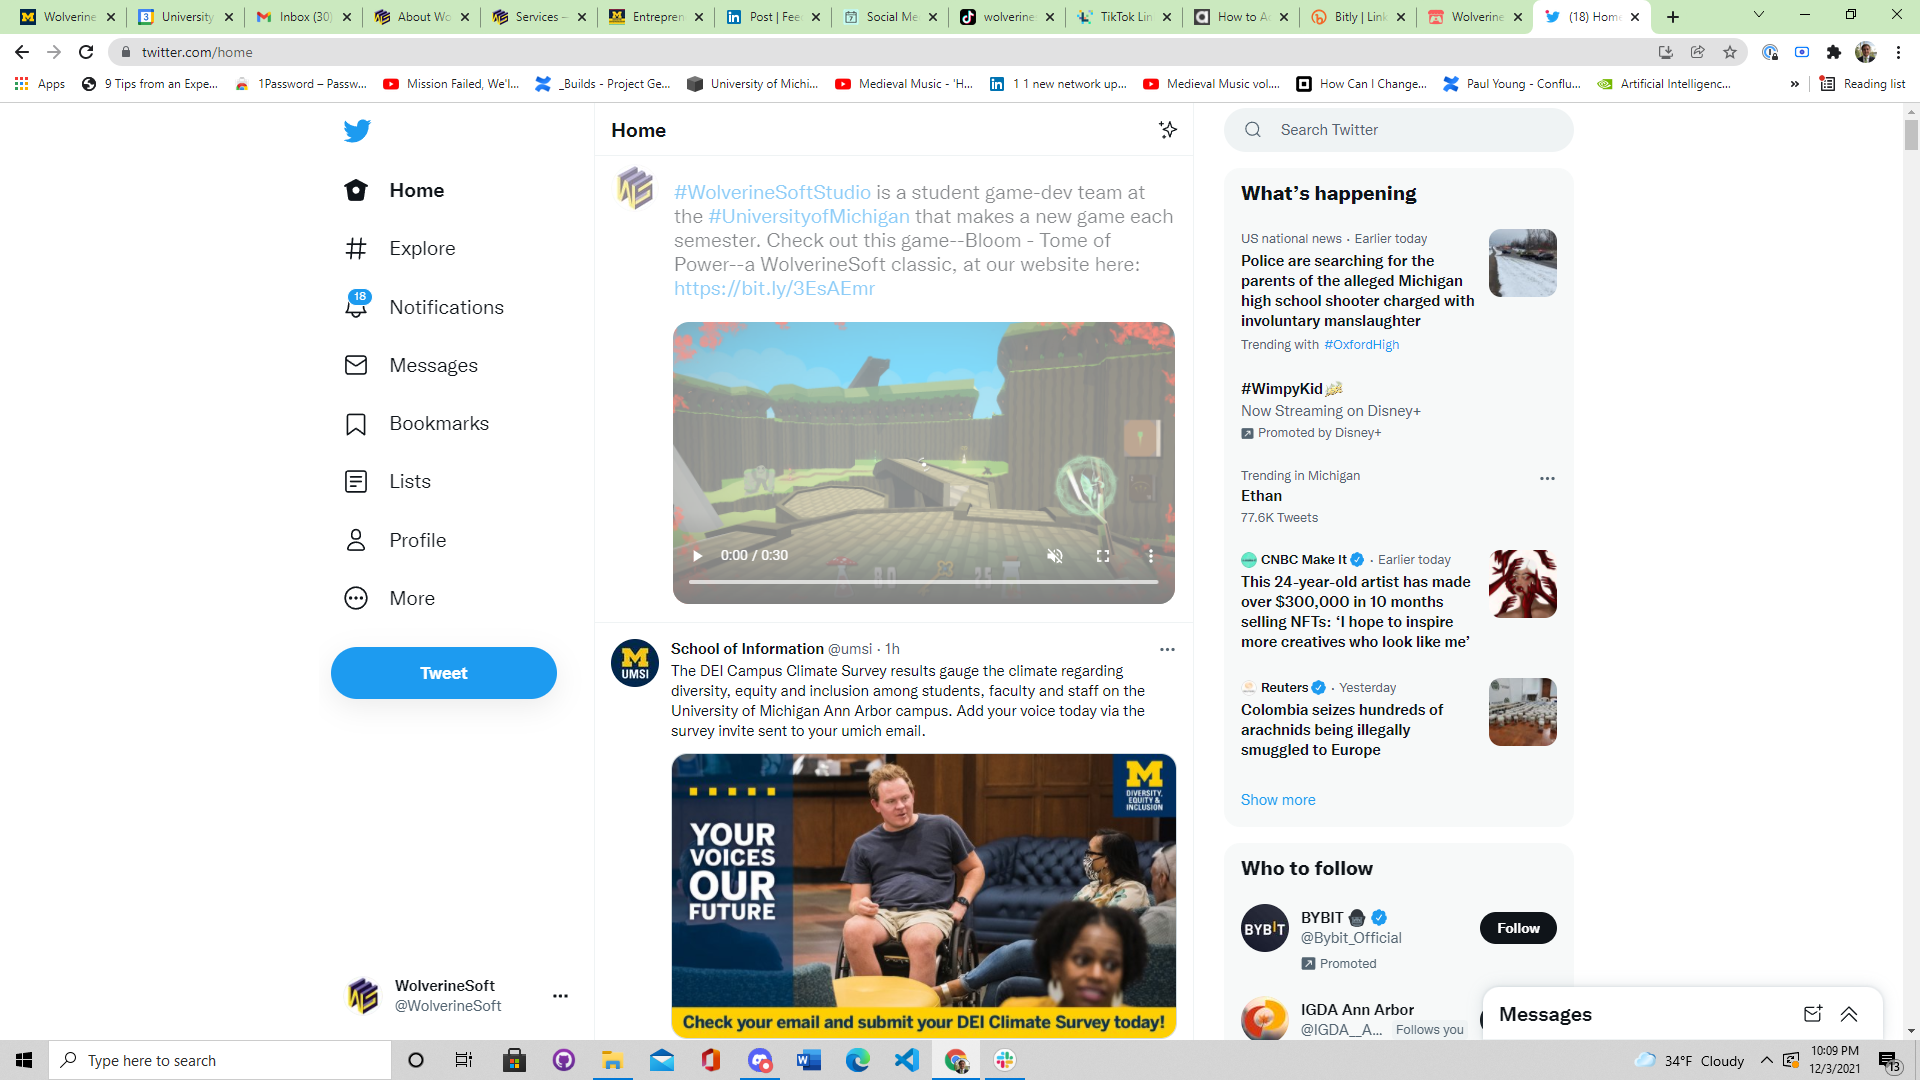 Wolverine
University
Inbox (30)
About Wo
Services –
Entrepren
Post | Fee
Social Me
wolverine
TikTok Lin
How to A
Bitly | Link
Wolverine
(18) Home
twitter.com/home
Apps
9 Tips from an Expe...
1Password – Passw...
Mission Failed, We'l...
_Builds - Project Ge...
University of Michi...
Medieval Music - 'H...
1 1 new network up...
Medieval Music vol....
How Can I Change...
Paul Young - Conflu...
Artificial Intelligenc...
Reading list
Home
Explore
18
Notifications
Messages
Bookmarks
Lists
Profile
More
Tweet
WolverineSoft
@WolverineSoft
Home
#WolverineSoftStudio is a student game-dev team at
the #UniversityofMichigan that makes a new game each
semester. Check out this game--Bloom - Tome of
Power--a WolverineSoft classic, at our website here:
https://bit.ly/3EsAEmr
0:00 / 0:30
School of Information @umsi · 1h
The DEI Campus Climate Survey results gauge the climate regarding
diversity, equity and inclusion among students, faculty and staff on the
University of Michigan Ann Arbor campus. Add your voice today via the
survey invite sent to your umich email.
M
UMSI
M
DIVERSITY,
EQUITY &
INCLUSION
YOUR
VOICES
OUR
FUTURE
Check your email and submit your DEI Climate Survey today!
Search Twitter
What's happening
US national news · Earlier today
Police are searching for the
parents of the alleged Michigan
high school shooter charged with
involuntary manslaughter
Trending with #OxfordHigh
#WimpyKid
Now Streaming on Disney+
Promoted by Disney+
Trending in Michigan
Ethan
77.6K Tweets
CNBC Make It · Earlier today
This 24-year-old artist has made
over $300,000 in 10 months
selling NFTs: ‘I hope to inspire
more creatives who look like me’
Reuters · Yesterday
Colombia seizes hundreds of
arachnids being illegally
smuggled to Europe
Show more
Who to follow
BYBIT
BYBIT
@Bybit_Official
Promoted
Follow
IGDA Ann Arbor
@IGDA__A... Follows you
Messages
Type here to search
34°F Cloudy
10:09 PM
12/3/2021
13